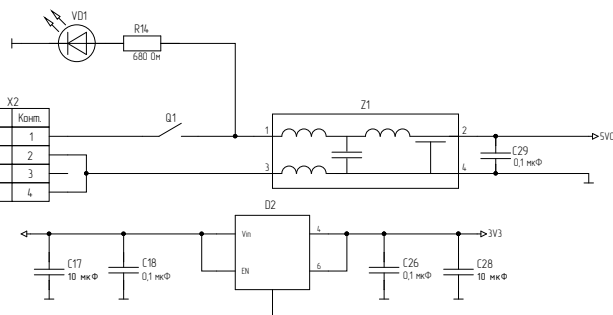 VD1
R14
680 Ом
X2
Конт.
Q1
Z1
1
1
2
5VC
2
C29
0,1 мкФ
3
3
4
4
D2
Vin
4
3V3
C17
10 мкФ
C18
0,1 мкФ
EN
6
C26
0,1 мкФ
C28
10 мкФ